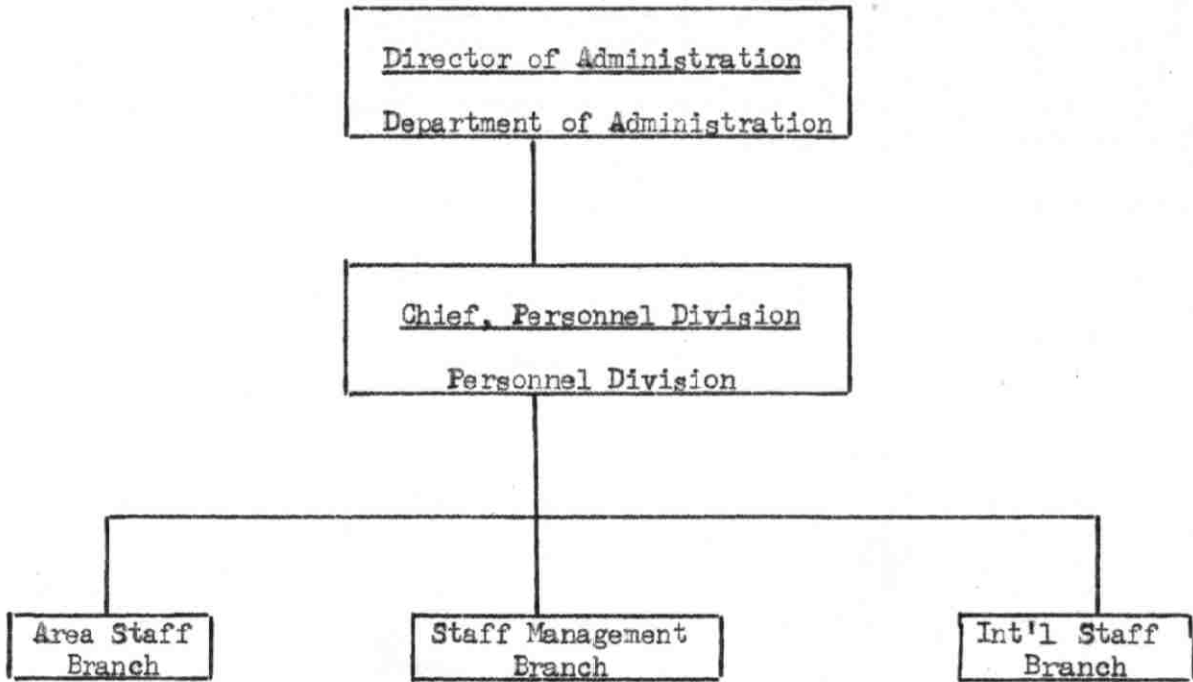 Director of Administration
Department of Administration
Chief, Personnel Division
Personnel Division
Area Staff
Branch
Staff Management
Branch
Int'l Staff
Branch